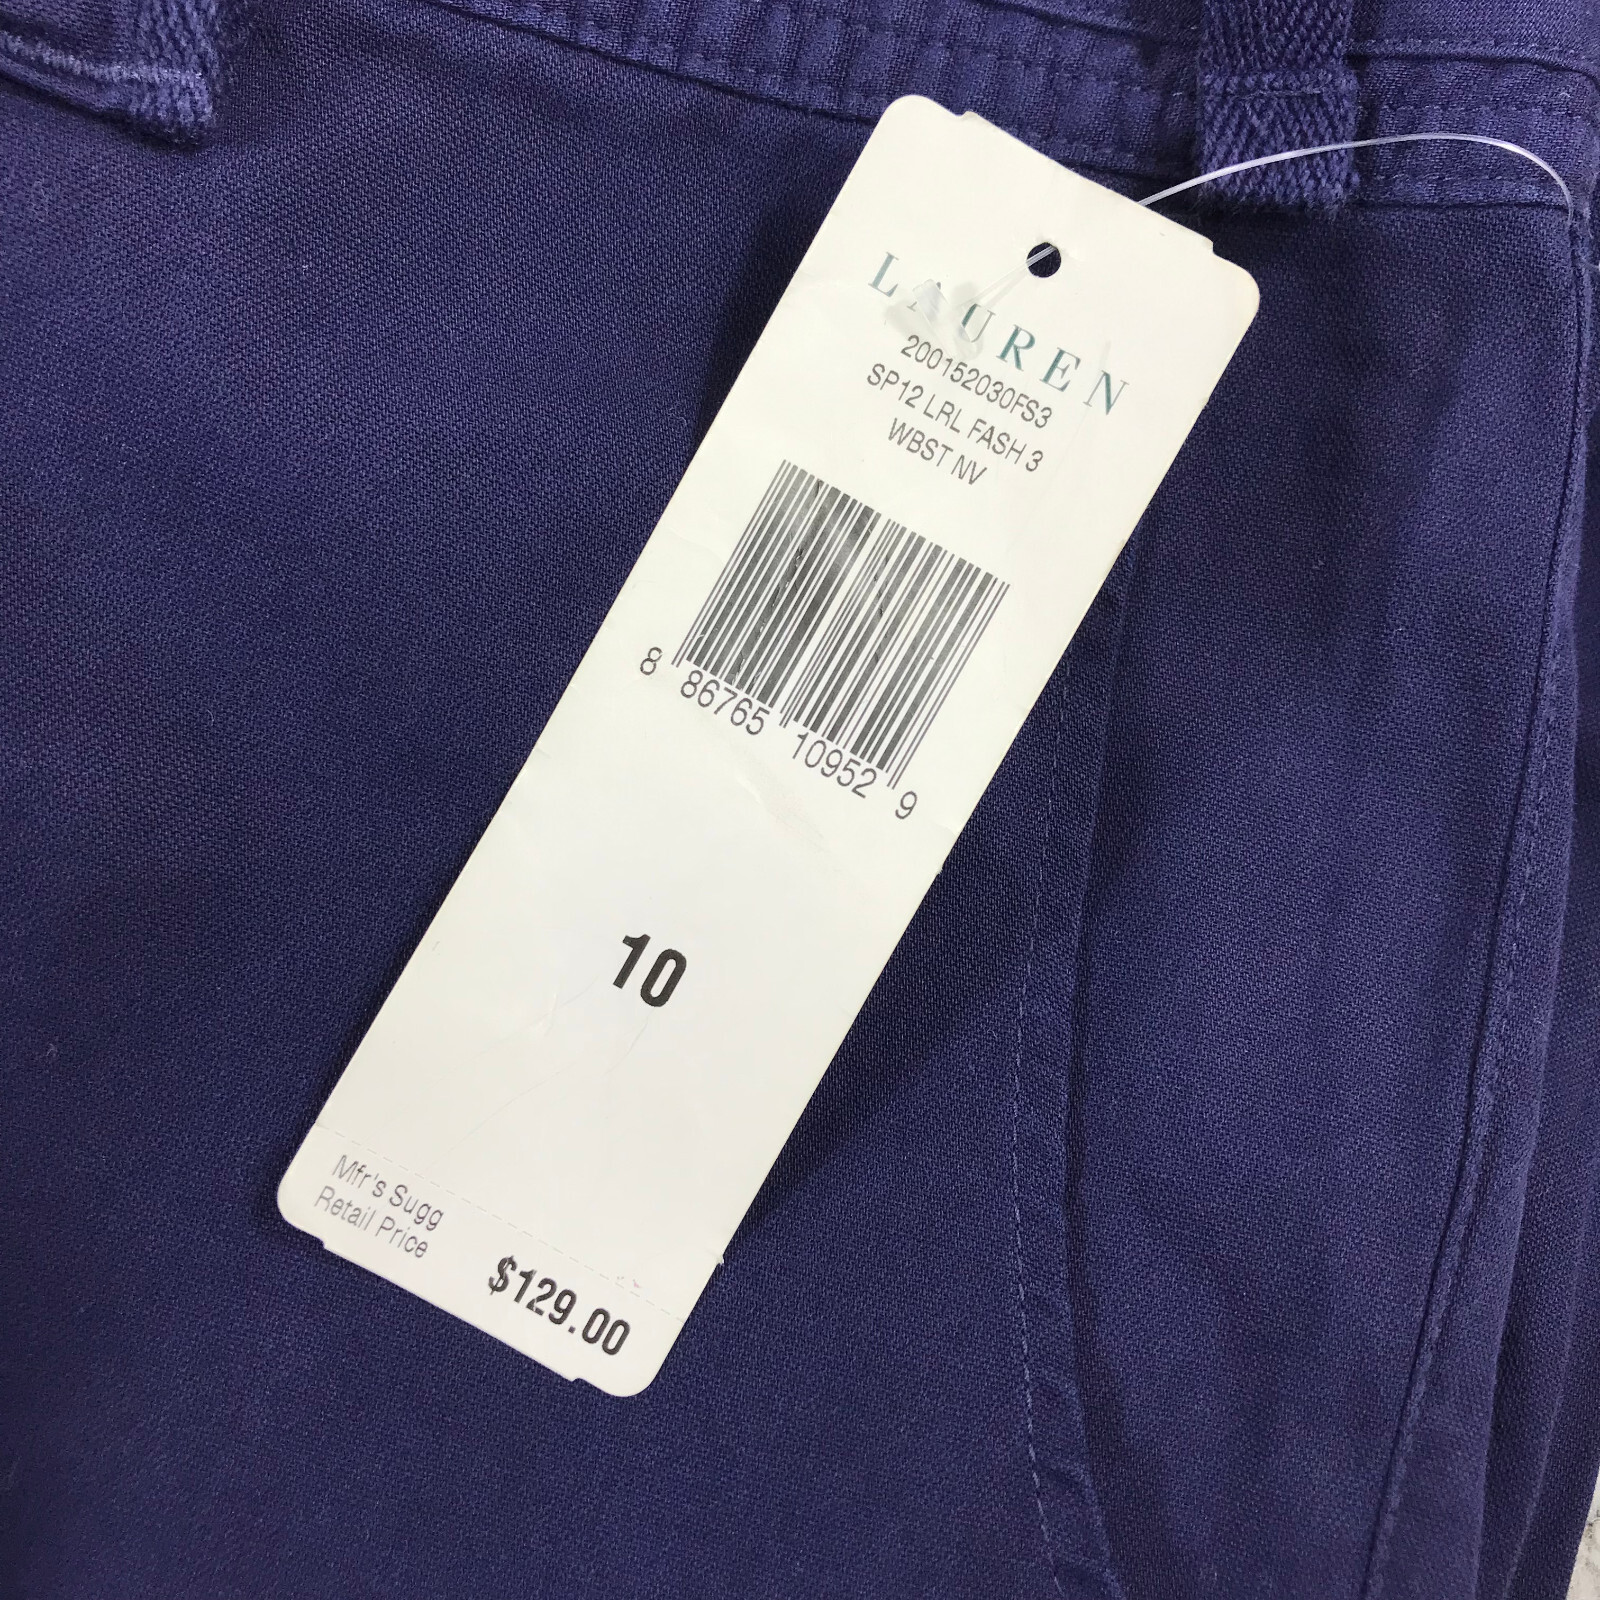 LAUREN
200152030FS3
SP12 LRL FASH 3
WBST NV
8 86765 10952 9
10
Mfr's Sugg
Retail Price
$129.00